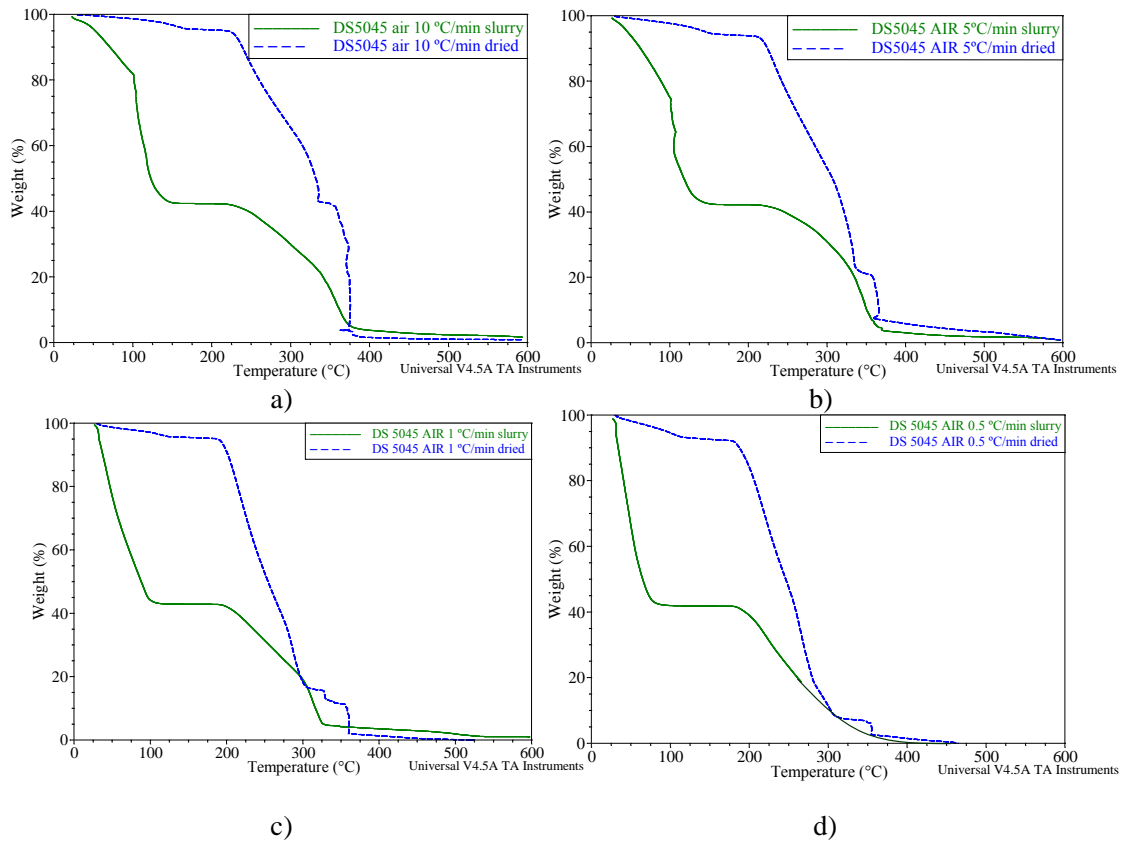 DS5045 air 10 ºC/min slurry
DS5045 air 10 ºC/min dried
100
80
60
40
20
0
Weight (%)
0 100 200 300 400 500 600
Temperature (°C)
Universal V4.5A TA Instruments
a)
DS5045 AIR 5ºC/min slurry
DS5045 AIR 5ºC/min dried
100
80
60
40
20
0
Weight (%)
0 100 200 300 400 500 600
Temperature (°C)
Universal V4.5A TA Instruments
b)
DS 5045 AIR 1 ºC/min slurry
DS 5045 AIR 1 ºC/min dried
100
80
60
40
20
0
Weight (%)
0 100 200 300 400 500 600
Temperature (°C)
Universal V4.5A TA Instruments
c)
DS 5045 AIR 0.5 ºC/min slurry
DS 5045 AIR 0.5 ºC/min dried
100
80
60
40
20
0
Weight (%)
0 100 200 300 400 500 600
Temperature (°C)
Universal V4.5A TA Instruments
d)